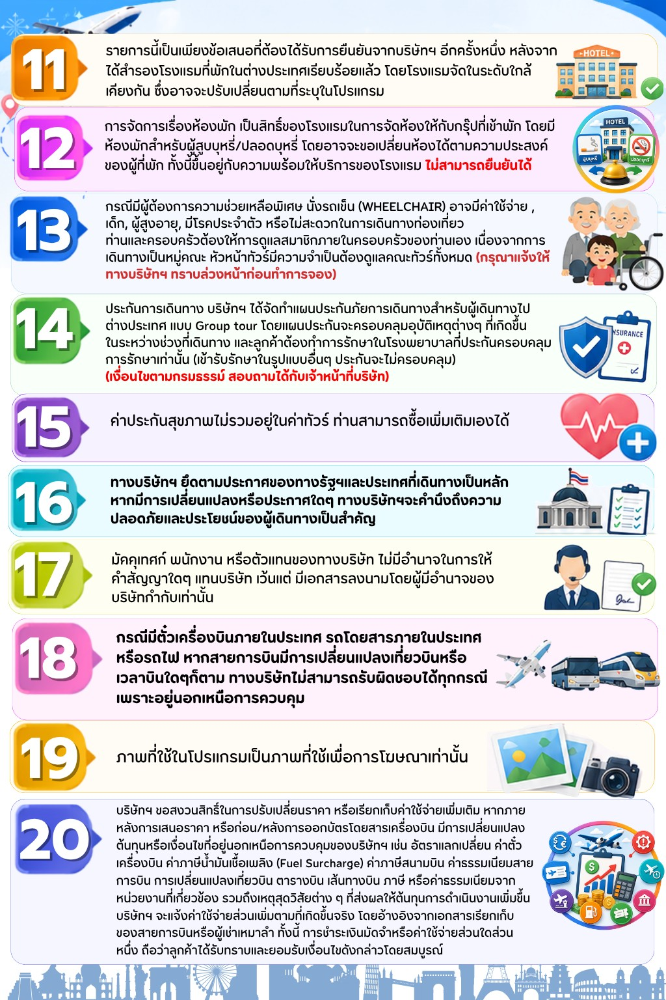 11
รายการนี้เป็นเพียงข้อเสนอที่ต้องได้รับการยืนยันจากบริษัทฯ อีกครั้งหนึ่ง หลังจาก
ได้สำรองโรงแรมที่พักในต่างประเทศเรียบร้อยแล้ว โดยโรงแรมจัดในระดับใกล้
เคียงกัน ซึ่งอาจจะปรับเปลี่ยนตามที่ระบุในโปรแกรม
HOTEL
12
การจัดการเรื่องห้องพัก เป็นสิทธิ์ของโรงแรมในการจัดห้องให้กับกรุ๊ปที่เข้าพัก โดยมี
ห้องพักสำหรับผู้สูบบุหรี่/ปลอดบุหรี่ โดยอาจจะขอเปลี่ยนห้องได้ตามความประสงค์
ของผู้ที่พัก ทั้งนี้ขึ้นอยู่กับความพร้อมให้บริการของโรงแรม ไม่สามารถยืนยันได้
HOTEL
สูบบุหรี่
ปลอดบุหรี่
13
กรณีมีผู้ต้องการความช่วยเหลือพิเศษ นั่งรถเข็น (WHEELCHAIR) อาจมีค่าใช้จ่าย ,
เด็ก, ผู้สูงอายุ, มีโรคประจำตัว หรือไม่สะดวกในการเดินทางท่องเที่ยว
ท่านและครอบครัวต้องให้การดูแลสมาชิกภายในครอบครัวของท่านเอง เนื่องจากการ
เดินทางเป็นหมู่คณะ หัวหน้าทัวร์มีความจำเป็นต้องดูแลคณะทัวร์ทั้งหมด (กรุณาแจ้งให้
ทางบริษัทฯ ทราบล่วงหน้าก่อนทำการจอง)
14
ประกันการเดินทาง บริษัทฯ ได้จัดทำแผนประกันภัยการเดินทางสำหรับผู้เดินทางไป
ต่างประเทศ แบบ Group tour โดยแผนประกันจะครอบคลุมอุบัติเหตุต่างๆ ที่เกิดขึ้น
ในระหว่างช่วงที่เดินทาง และลูกค้าต้องทำการรักษาในโรงพยาบาลที่ประกันครอบคลุม
การรักษาเท่านั้น (เข้ารับรักษาในรูปแบบอื่นๆ ประกันจะไม่ครอบคลุม)
(เงื่อนไขตามกรมธรรม์ สอบถามได้กับเจ้าหน้าที่บริษัท)
NSURANCE
15
ค่าประกันสุขภาพไม่รวมอยู่ในค่าทัวร์ ท่านสามารถซื้อเพิ่มเติมเองได้
16
ทางบริษัทฯ ยึดตามประกาศของทางรัฐฯและประเทศที่เดินทางเป็นหลัก
หากมีการเปลี่ยนแปลงหรือประกาศใดๆ ทางบริษัทฯจะคำนึงถึงความ
ปลอดภัยและประโยชน์ของผู้เดินทางเป็นสำคัญ
17
มัคคุเทศก์ พนักงาน หรือตัวแทนของทางบริษัท ไม่มีอำนาจในการให้
คำสัญญาใดๆ แทนบริษัท เว้นแต่ มีเอกสารลงนามโดยผู้มีอำนาจของ
บริษัทกำกับเท่านั้น
18
กรณีมีตั๋วเครื่องบินภายในประเทศ รถโดยสารภายในประเทศ
หรือรถไฟ หากสายการบินมีการเปลี่ยนแปลงเที่ยวบินหรือ
เวลาบินใดๆก็ตาม ทางบริษัทไม่สามารถรับผิดชอบได้ทุกกรณี
เพราะอยู่นอกเหนือการควบคุม
19
ภาพที่ใช้ในโปรแกรมเป็นภาพที่ใช้เพื่อการโฆษณาเท่านั้น
20
บริษัทฯ ขอสงวนสิทธิ์ในการปรับเปลี่ยนราคา หรือเรียกเก็บค่าใช้จ่ายเพิ่มเติม หากภาย
หลังการเสนอราคา หรือก่อน/หลังการออกบัตรโดยสารเครื่องบิน มีการเปลี่ยนแปลง
ต้นทุนหรือเงื่อนไขที่อยู่นอกเหนือการควบคุมของบริษัทฯ เช่น อัตราแลกเปลี่ยน ค่าตั๋ว
เครื่องบิน ค่าภาษีน้ำมันเชื้อเพลิง (Fuel Surcharge) ค่าภาษีสนามบิน ค่าธรรมเนียมสาย
การบิน การเปลี่ยนแปลงเที่ยวบิน ตารางบิน เส้นทางบิน ภาษี หรือค่าธรรมเนียมจาก
หน่วยงานที่เกี่ยวข้อง รวมถึงเหตุสุดวิสัยต่าง ๆ ที่ส่งผลให้ต้นทุนการดำเนินงานเพิ่มขึ้น
บริษัทฯ จะแจ้งค่าใช้จ่ายส่วนเพิ่มตามที่เกิดขึ้นจริง โดยอ้างอิงจากเอกสารเรียกเก็บ
ของสายการบินหรือผู้เช่าเหมาลำ ทั้งนี้ การชำระเงินมัดจำหรือค่าใช้จ่ายส่วนใดส่วน
หนึ่ง ถือว่าลูกค้าได้รับทราบและยอมรับเงื่อนไขดังกล่าวโดยสมบูรณ์